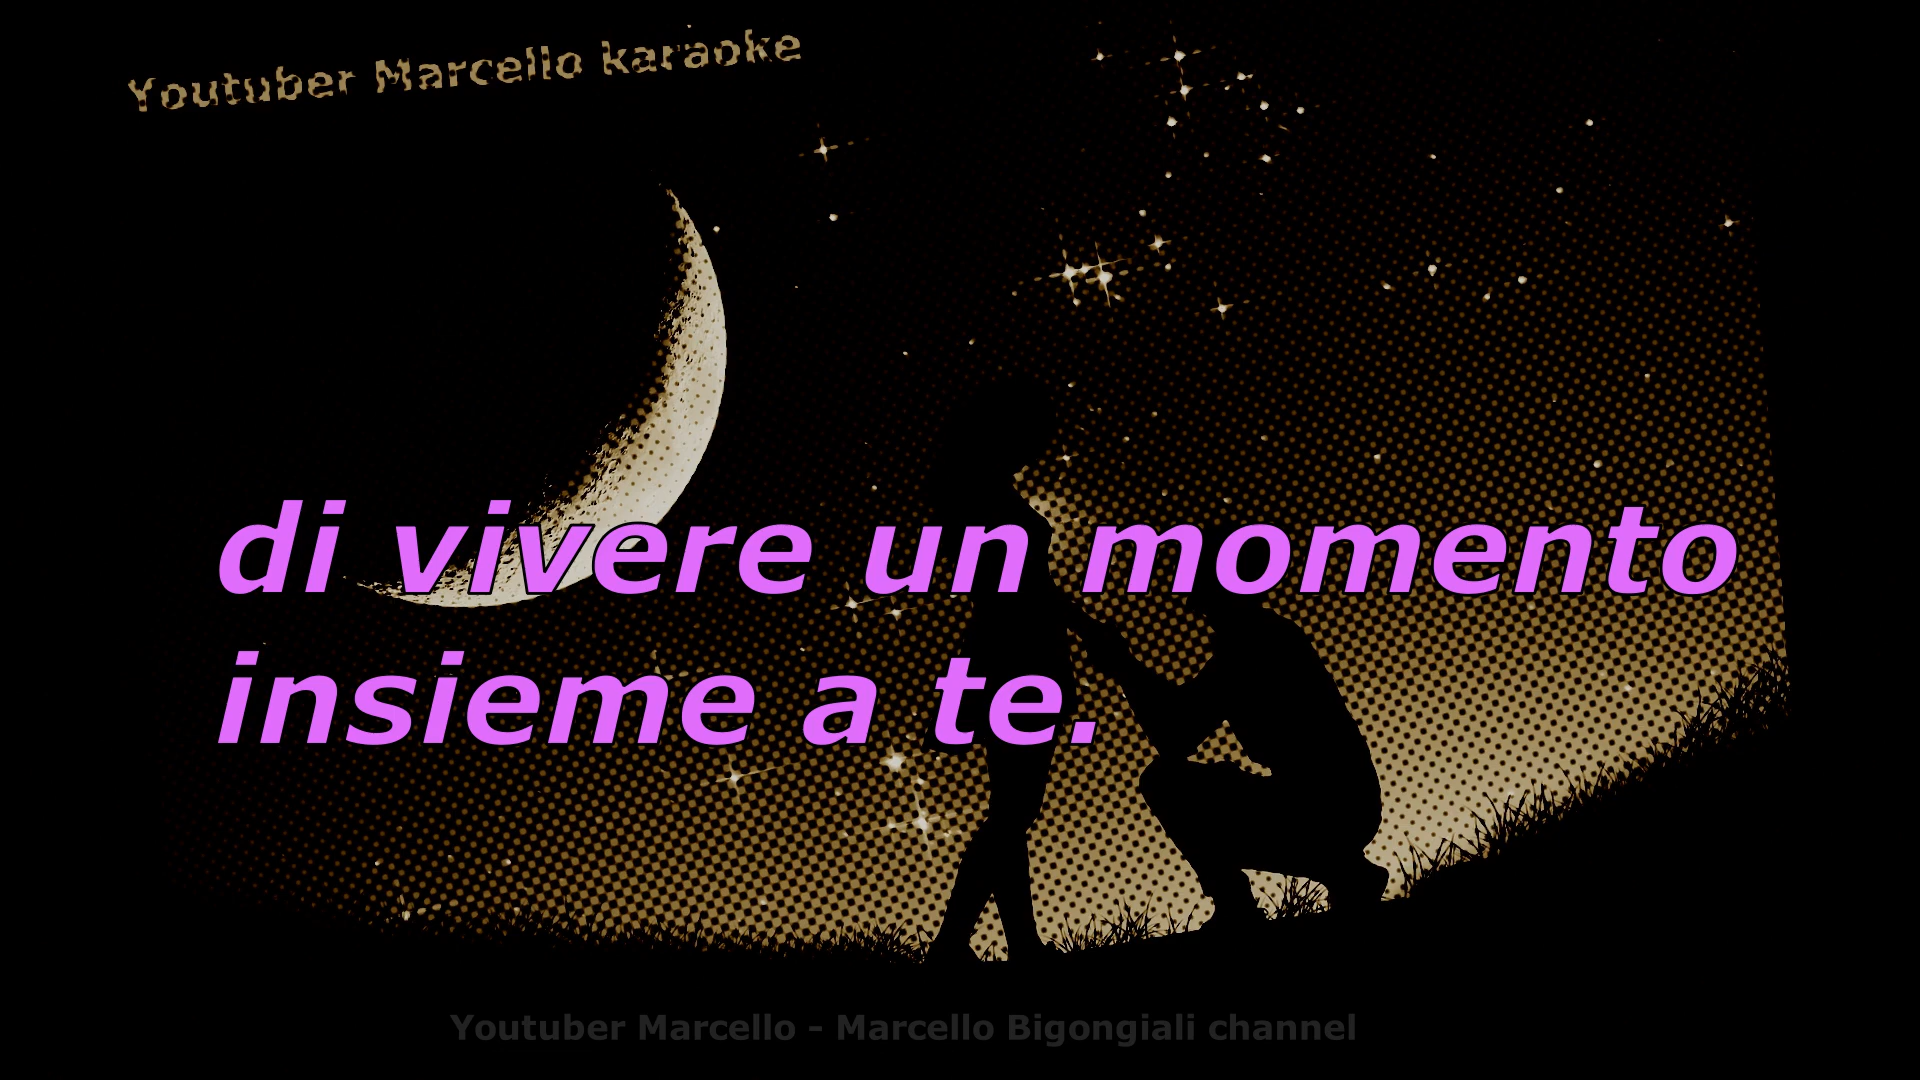 Youtuber Marcello karaoke
di vivere un momento
insieme a te.
Youtuber Marcello - Marcello Bigongiali channel